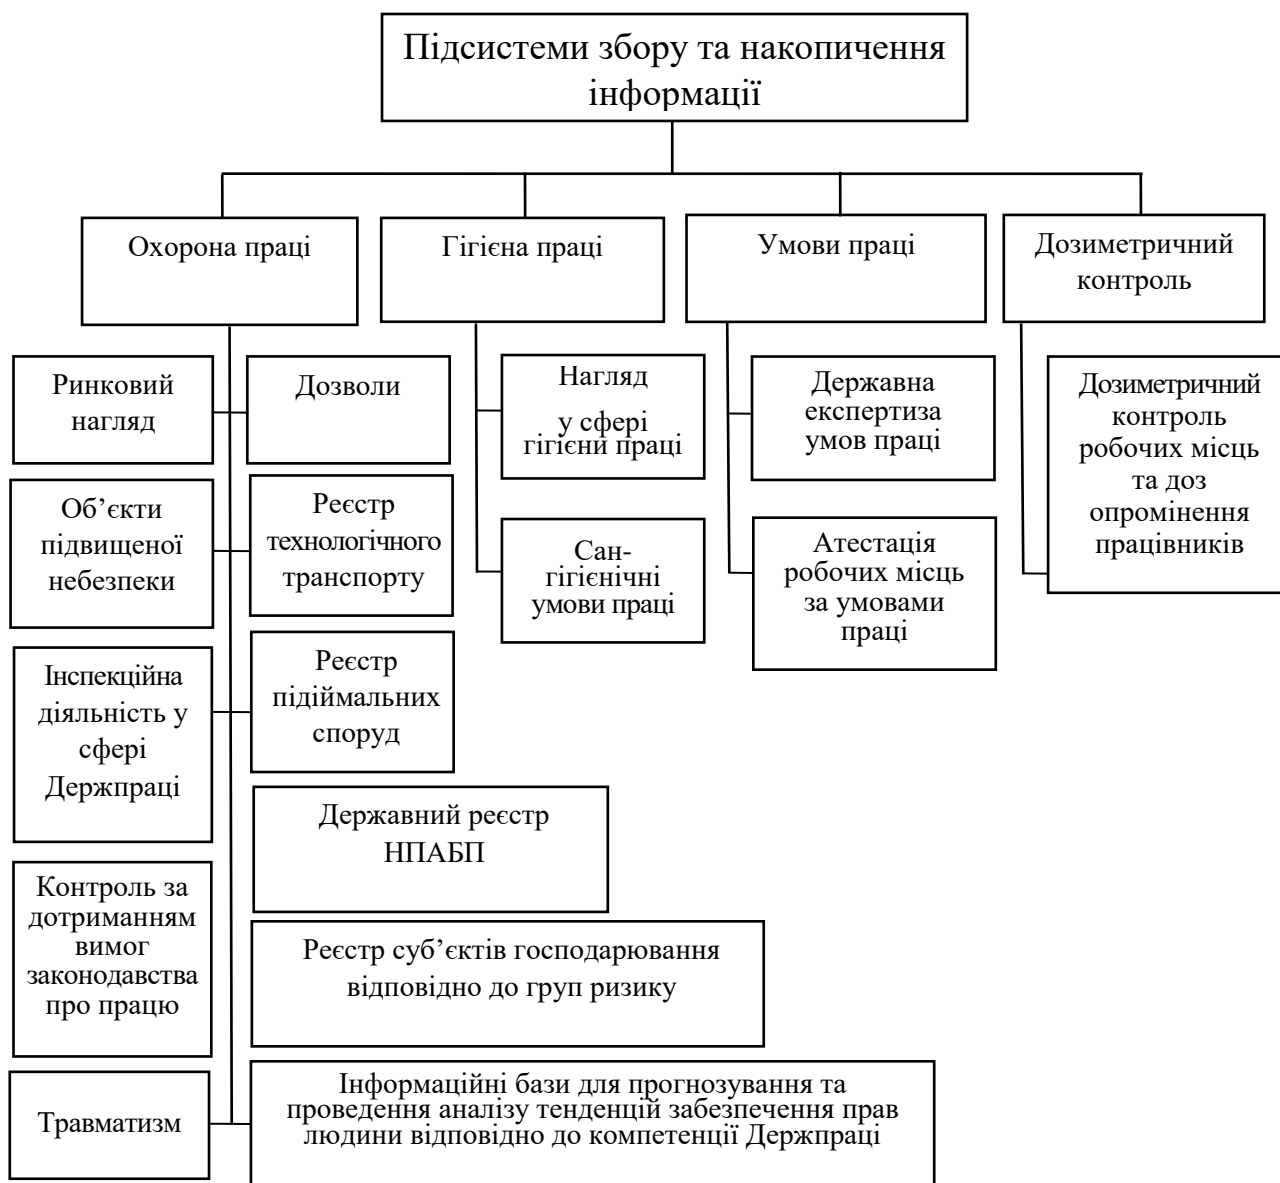 Підсистеми збору та накопичення
інформації
Охорона праці
Гігієна праці
Умови праці
Дозиметричний
контроль
Ринковий
нагляд
Дозволи
Нагляд
у сфері
гігієни праці
Державна
експертиза
умов праці
Дозиметричний
контроль
робочих місць
та доз
опромінення
працівників
Об’єкти
підвищеної
небезпеки
Реєстр
технологічного
транспорту
Сан-
гігієнічні
умови праці
Атестація
робочих місць
за умовами
праці
Інспекційна
діяльність у
сфері
Держпраці
Реєстр
підіймальних
споруд
Державний реєстр
НПАБП
Контроль за
дотриманням
вимог
законодавства
про працю
Реєстр суб’єктів господарювання
відповідно до груп ризику
Травматизм
Інформаційні бази для прогнозування та
проведення аналізу тенденцій забезпечення прав
людини відповідно до компетенції Держпраці